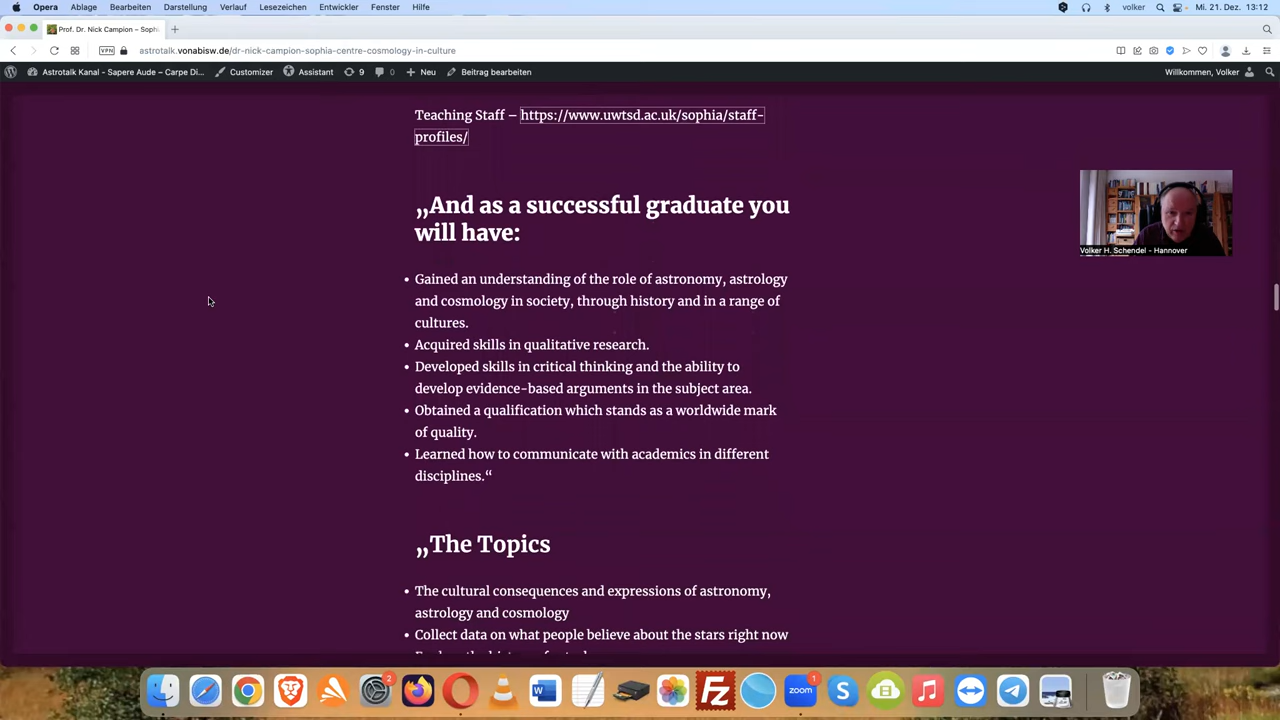 Opera Ablage Bearbeiten Darstellung Verlauf Lesezeichen Entwickler Fenster Hilfe volker Mi. 21. Dez. 13:12
Prof. Dr. Nick Campion – Soph
VPN astrotalk.vonabisw.de/dr-nick-campion-sophia-centre-cosmology-in-culture
Astrotalk Kanal - Sapere Aude – Carpe Di... Customizer Assistant 9 0 Neu Beitrag bearbeiten Willkommen, Volker
Teaching Staff – https://www.uwtsd.ac.uk/sophia/staff-
profiles/
„And as a successful graduate you
will have:
• Gained an understanding of the role of astronomy, astrology
and cosmology in society, through history and in a range of
cultures.
• Acquired skills in qualitative research.
• Developed skills in critical thinking and the ability to
develop evidence-based arguments in the subject area.
• Obtained a qualification which stands as a worldwide mark
of quality.
• Learned how to communicate with academics in different
disciplines.“
„The Topics
• The cultural consequences and expressions of astronomy,
astrology and cosmology
• Collect data on what people believe about the stars right now
Volker H. Schendel - Hannover
2
W
FZ
zoom
1
S